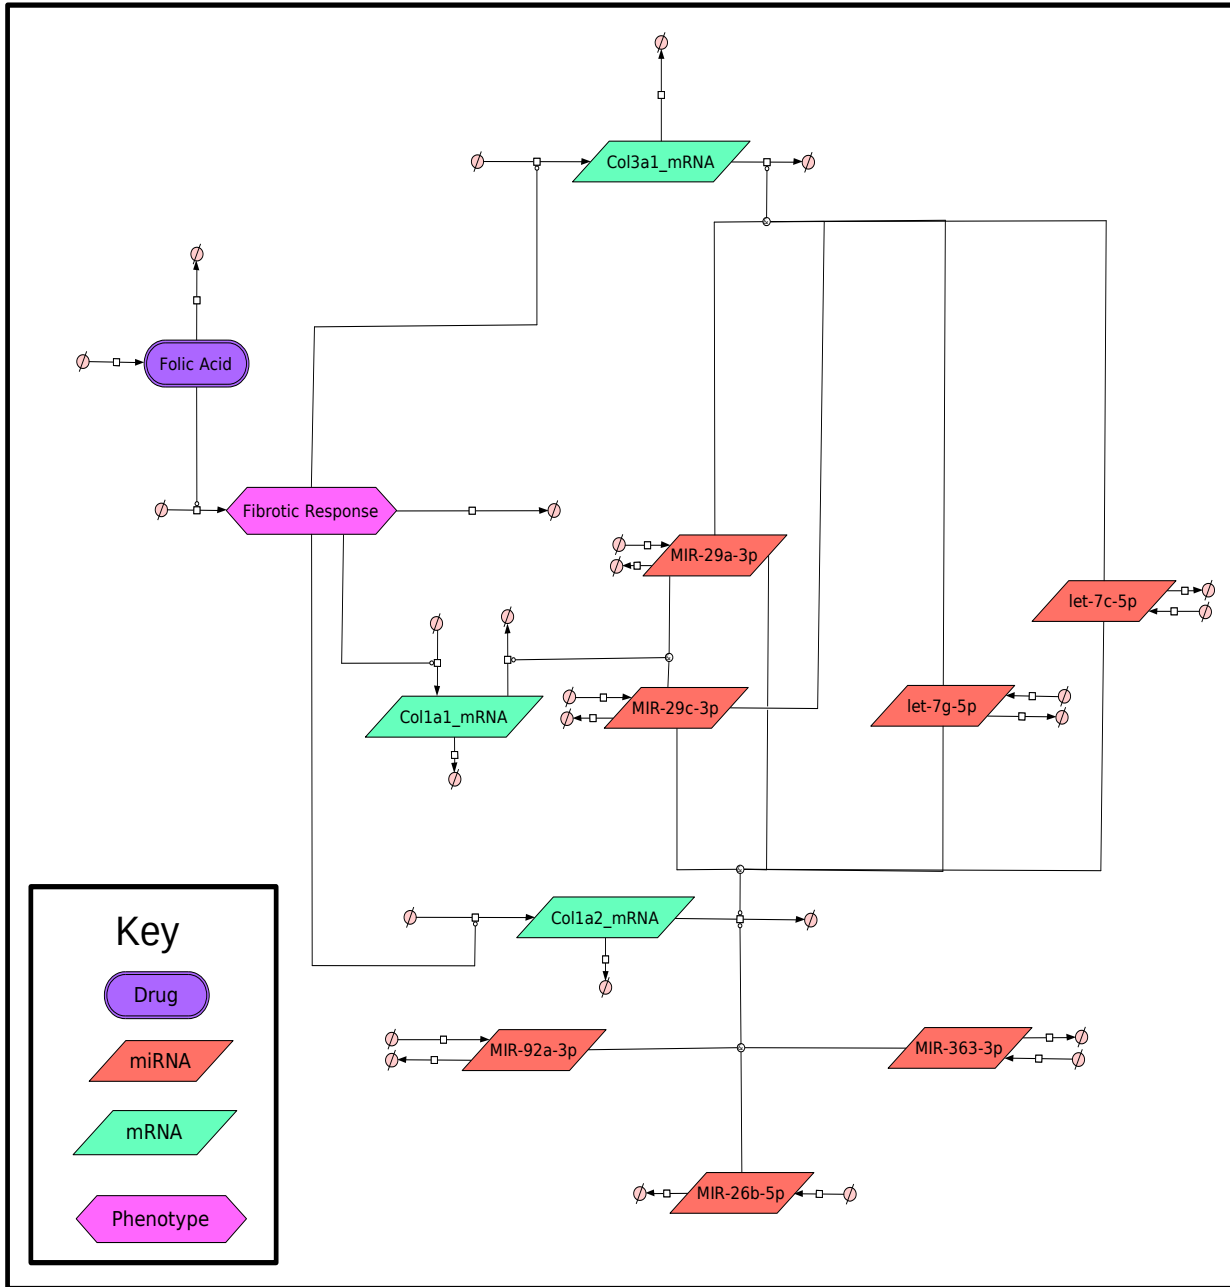 Col3a1_mRNA
Folic Acid
Fibrotic Response
MIR-29a-3p
let-7c-5p
MIR-29c-3p
let-7g-5p
Col1a1_mRNA
Col1a2_mRNA
MIR-92a-3p
MIR-363-3p
MIR-26b-5p
Key
Drug
miRNA
mRNA
Phenotype